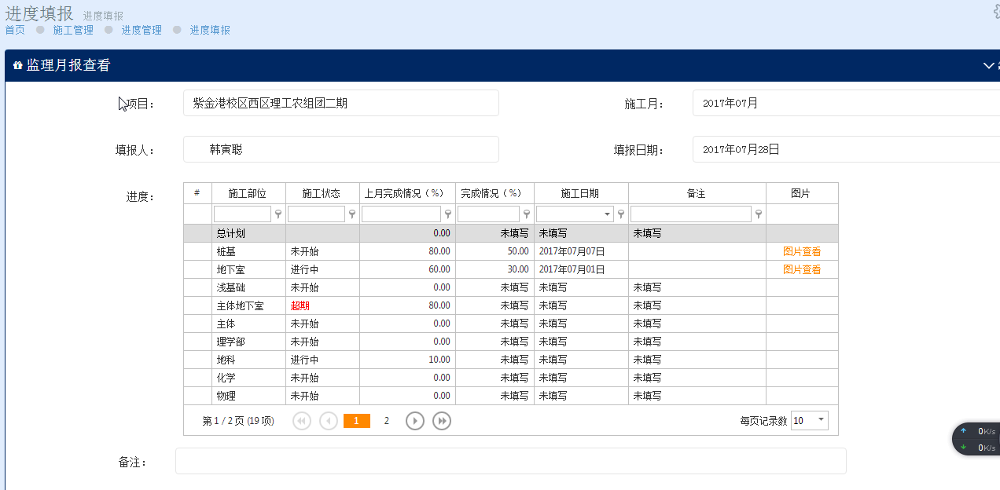 进度填报 进度填报
首页 施工管理 进度管理 进度填报
监理月报查看
项目： 紫金港校区西区理工农组团二期 施工月： 2017年07月
填报人： 韩寅聪 填报日期： 2017年07月28日
进度：
# 施工部位 施工状态 上月完成情况（%） 完成情况（%） 施工日期 备注 图片
总计划 0.00 未填写 未填写 未填写
桩基 未开始 80.00 50.00 2017年07月07日 图片查看
地下室 进行中 60.00 30.00 2017年07月01日 图片查看
浅基础 未开始 0.00 未填写 未填写 未填写
主体地下室 超期 80.00 未填写 未填写 未填写
主体 未开始 0.00 未填写 未填写 未填写
理学部 未开始 0.00 未填写 未填写 未填写
地科 进行中 10.00 未填写 未填写 未填写
化学 未开始 0.00 未填写 未填写 未填写
物理 未开始 0.00 未填写 未填写 未填写
第 1 / 2 页 (19 项) 1 2 每页记录数 10
0K/s
0K/s
备注：